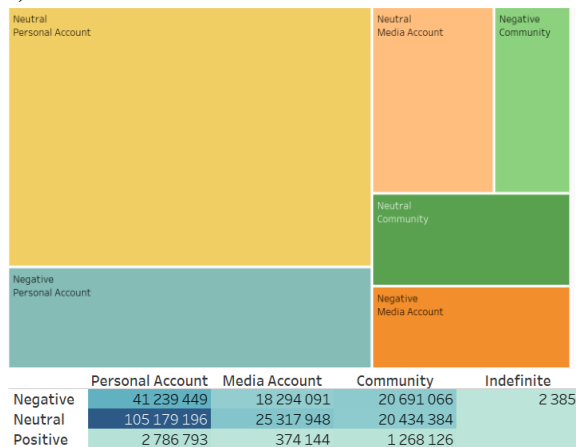 Neutral
Personal Account
Neutral
Media Account
Negative
Community
Neutral
Community
Negative
Personal Account
Negative
Media Account
Personal Account Media Account Community Indefinite
Negative 41 239 449 18 294 091 20 691 066 2 385
Neutral 105 179 196 25 317 948 20 434 384
Positive 2 786 793 374 144 1 268 126